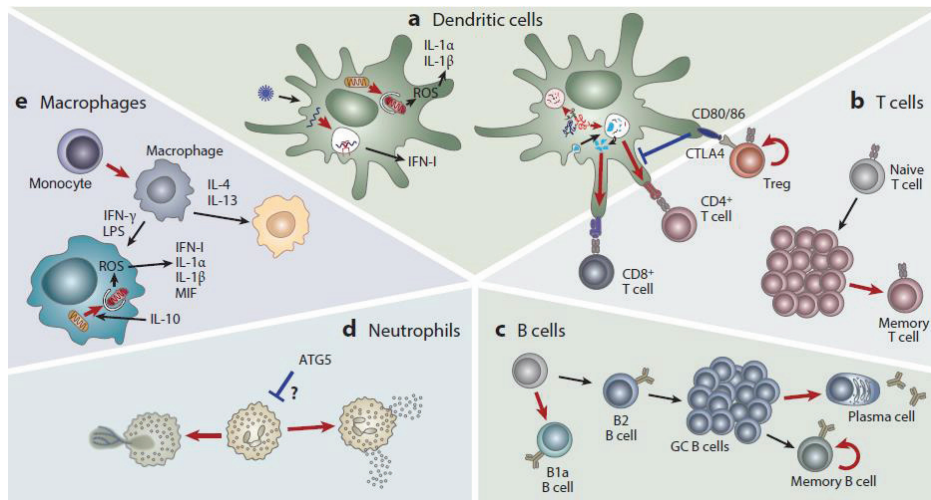 a Dendritic cells
IL-1α
IL-1β
ROS
IFN-I
CD80/86
CTLA4
Treg
CD4+
T cell
CD8+
T cell
b T cells
Naive
T cell
Memory
T cell
e Macrophages
Monocyte
Macrophage
IL-4
IL-13
IFN-γ
LPS
IFN-I
IL-1α
IL-1β
MIF
ROS
IL-10
d Neutrophils
ATG5
?
c B cells
B2
B cell
B1a
B cell
GC B cells
Plasma cell
Memory B cell